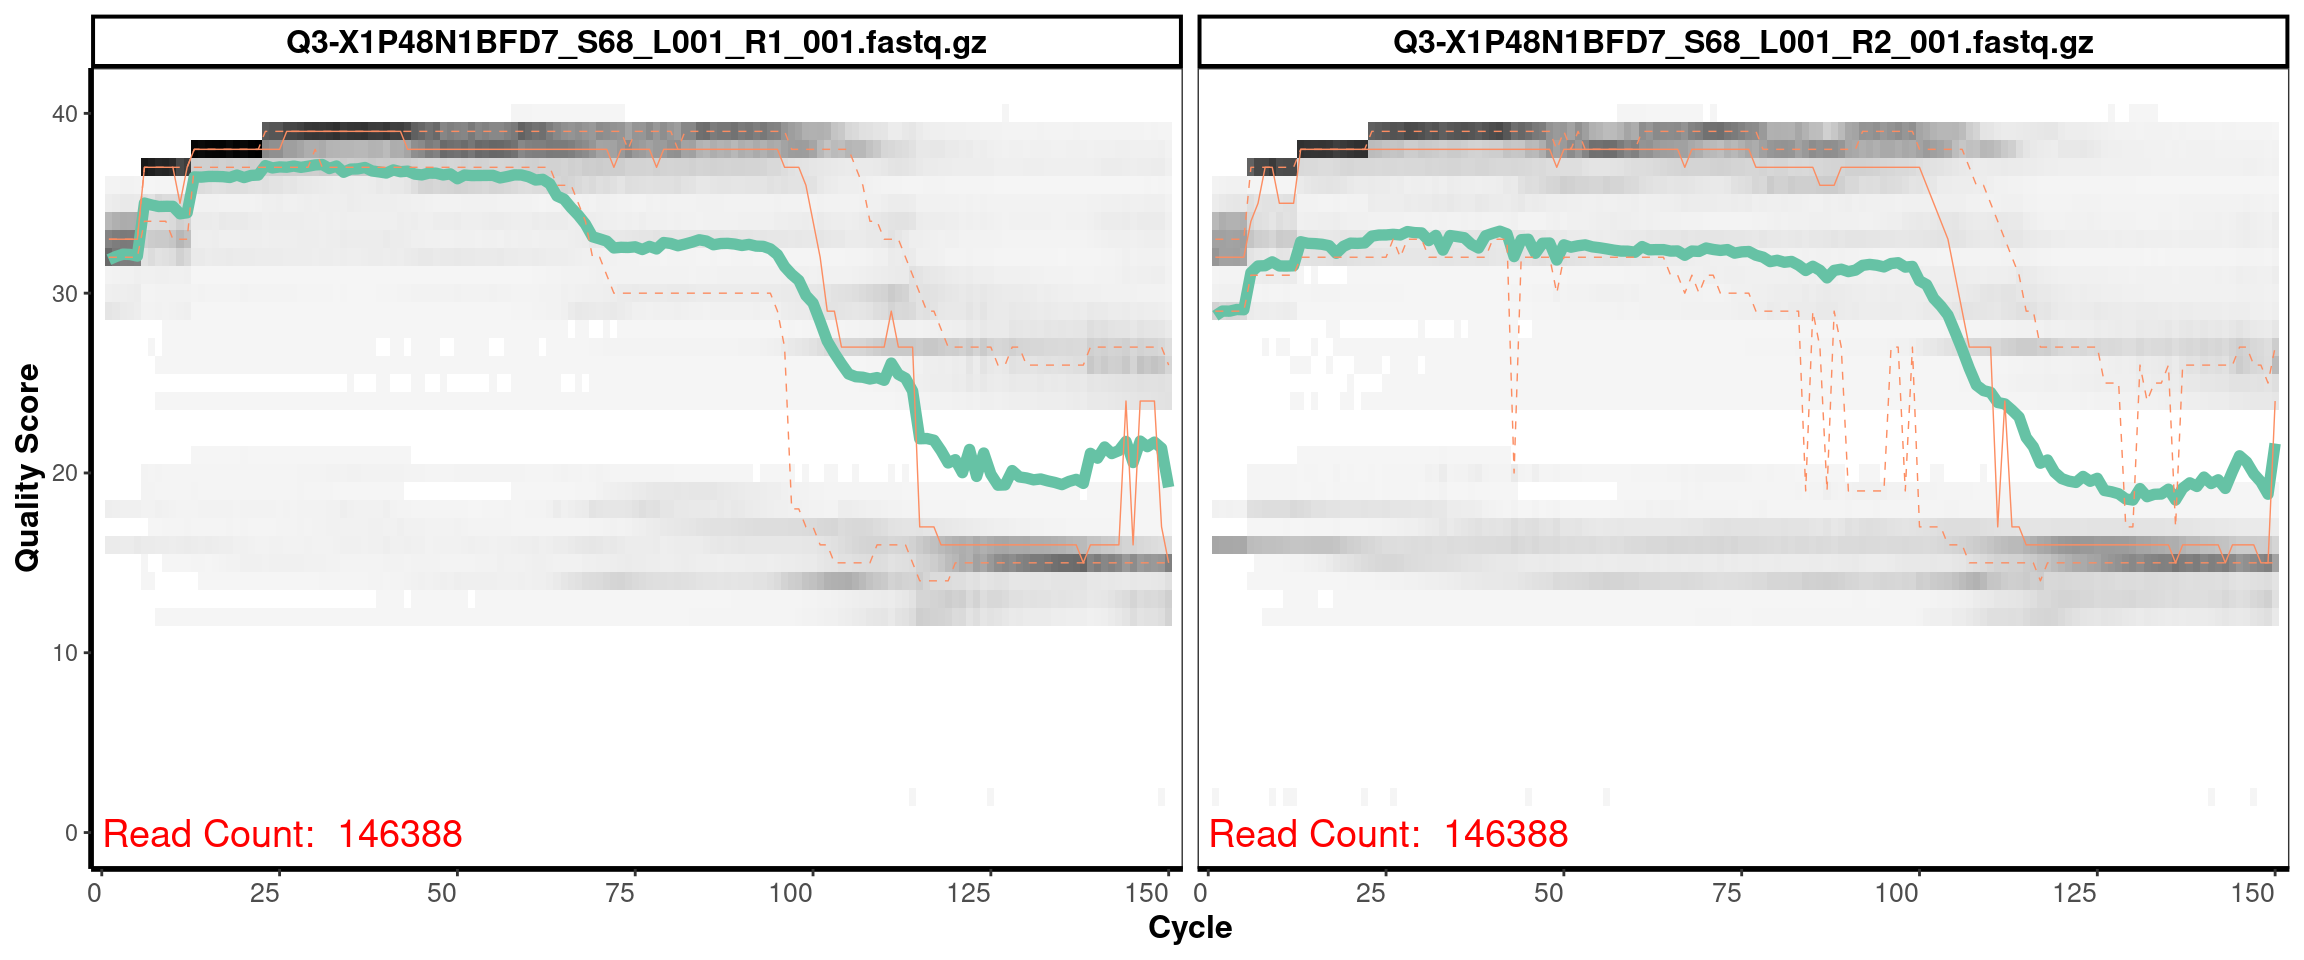 Q3-X1P48N1BFD7_S68_L001_R1_001.fastq.gz
Q3-X1P48N1BFD7_S68_L001_R2_001.fastq.gz
Quality Score
40
30
20
10
0
Read Count:  146388
Read Count:  146388
0 25 50 75 100 125 150
0 25 50 75 100 125 150
Cycle